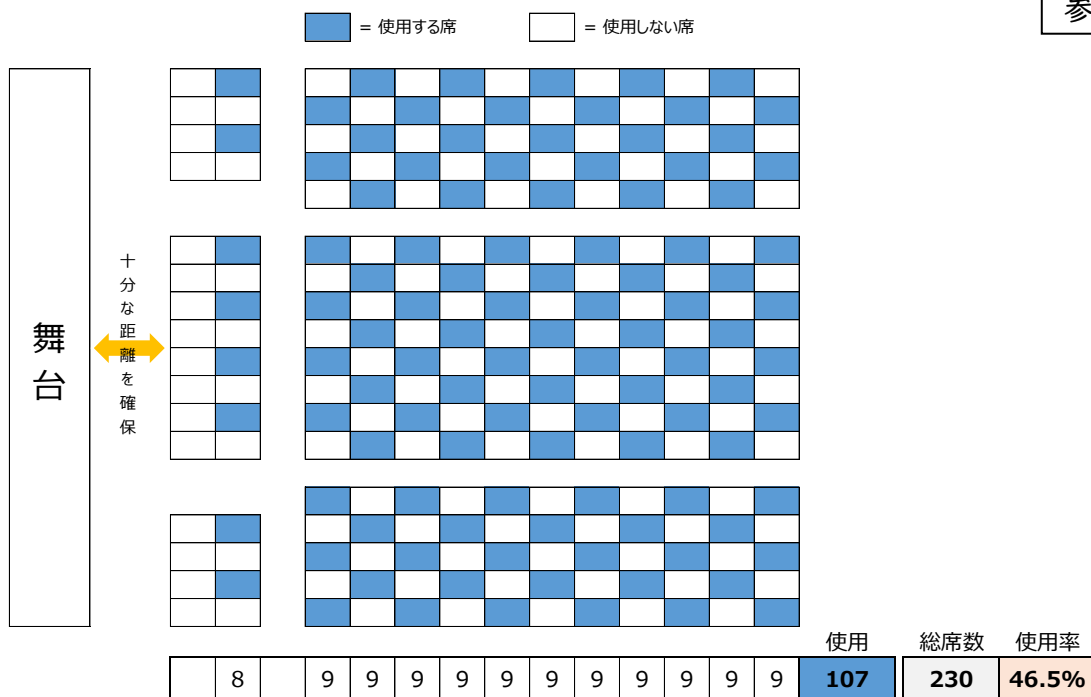 = 使用する席
= 使用しない席
参
舞台
十分な距離を確保
使用 総席数 使用率
8 9 9 9 9 9 9 9 9 9 9 9 107 230 46.5%